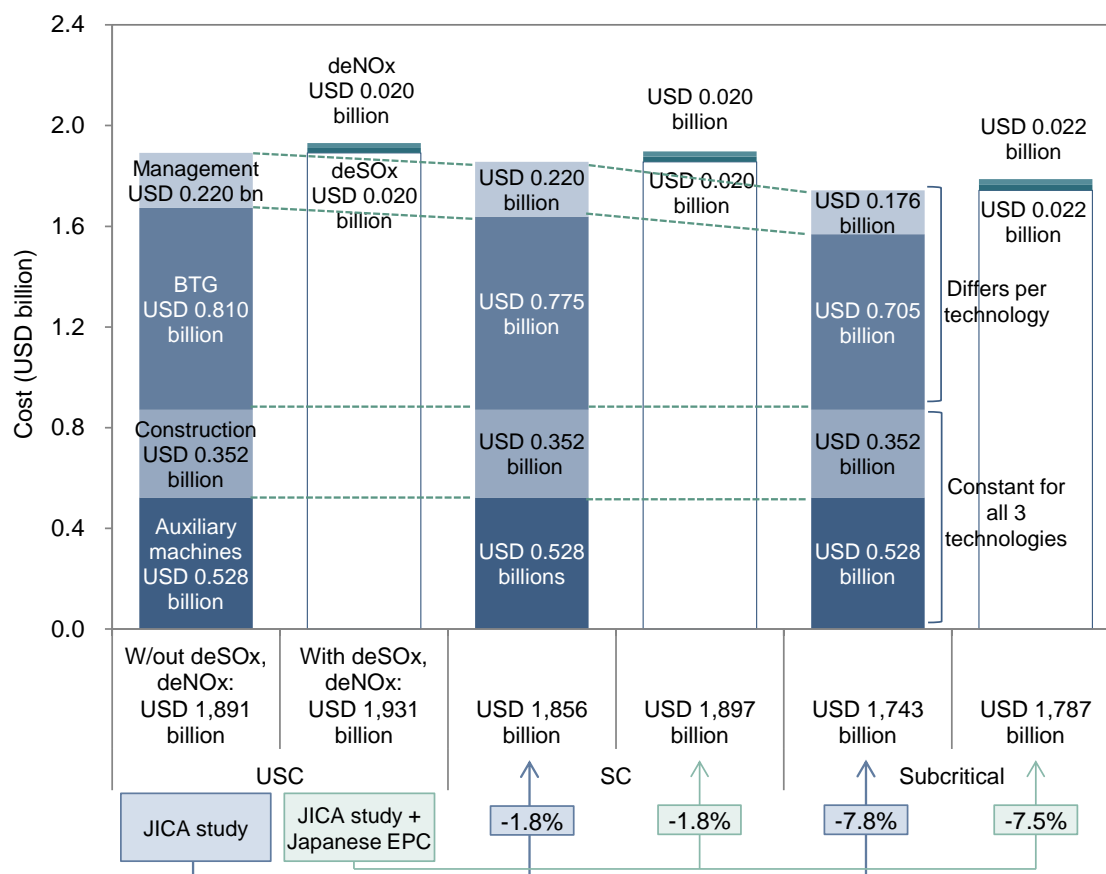 Cost (USD billion)
2.4
2.0
1.6
1.2
0.8
0.4
0.0
Management
USD 0.220 bn
BTG
USD 0.810
billion
Construction
USD 0.352
billion
Auxiliary
machines
USD 0.528
billion
deNOx
USD 0.020
billion
deSOx
USD 0.020
billion
USD 0.220
billion
USD 0.775
billion
USD 0.352
billion
USD 0.528
billions
USD 0.020
billion
USD 0.020
billion
USD 0.176
billion
USD 0.705
billion
USD 0.352
billion
USD 0.528
billion
Differs per
technology
Constant for
all 3
technologies
USD 0.022
billion
USD 0.022
billion
W/out deSOx,
deNOx:
USD 1,891
billion
With deSOx,
deNOx:
USD 1,931
billion
USD 1,856
billion
USD 1,897
billion
USD 1,743
billion
USD 1,787
billion
USC
SC
Subcritical
JICA study
JICA study +
Japanese EPC
-1.8%
-1.8%
-7.8%
-7.5%